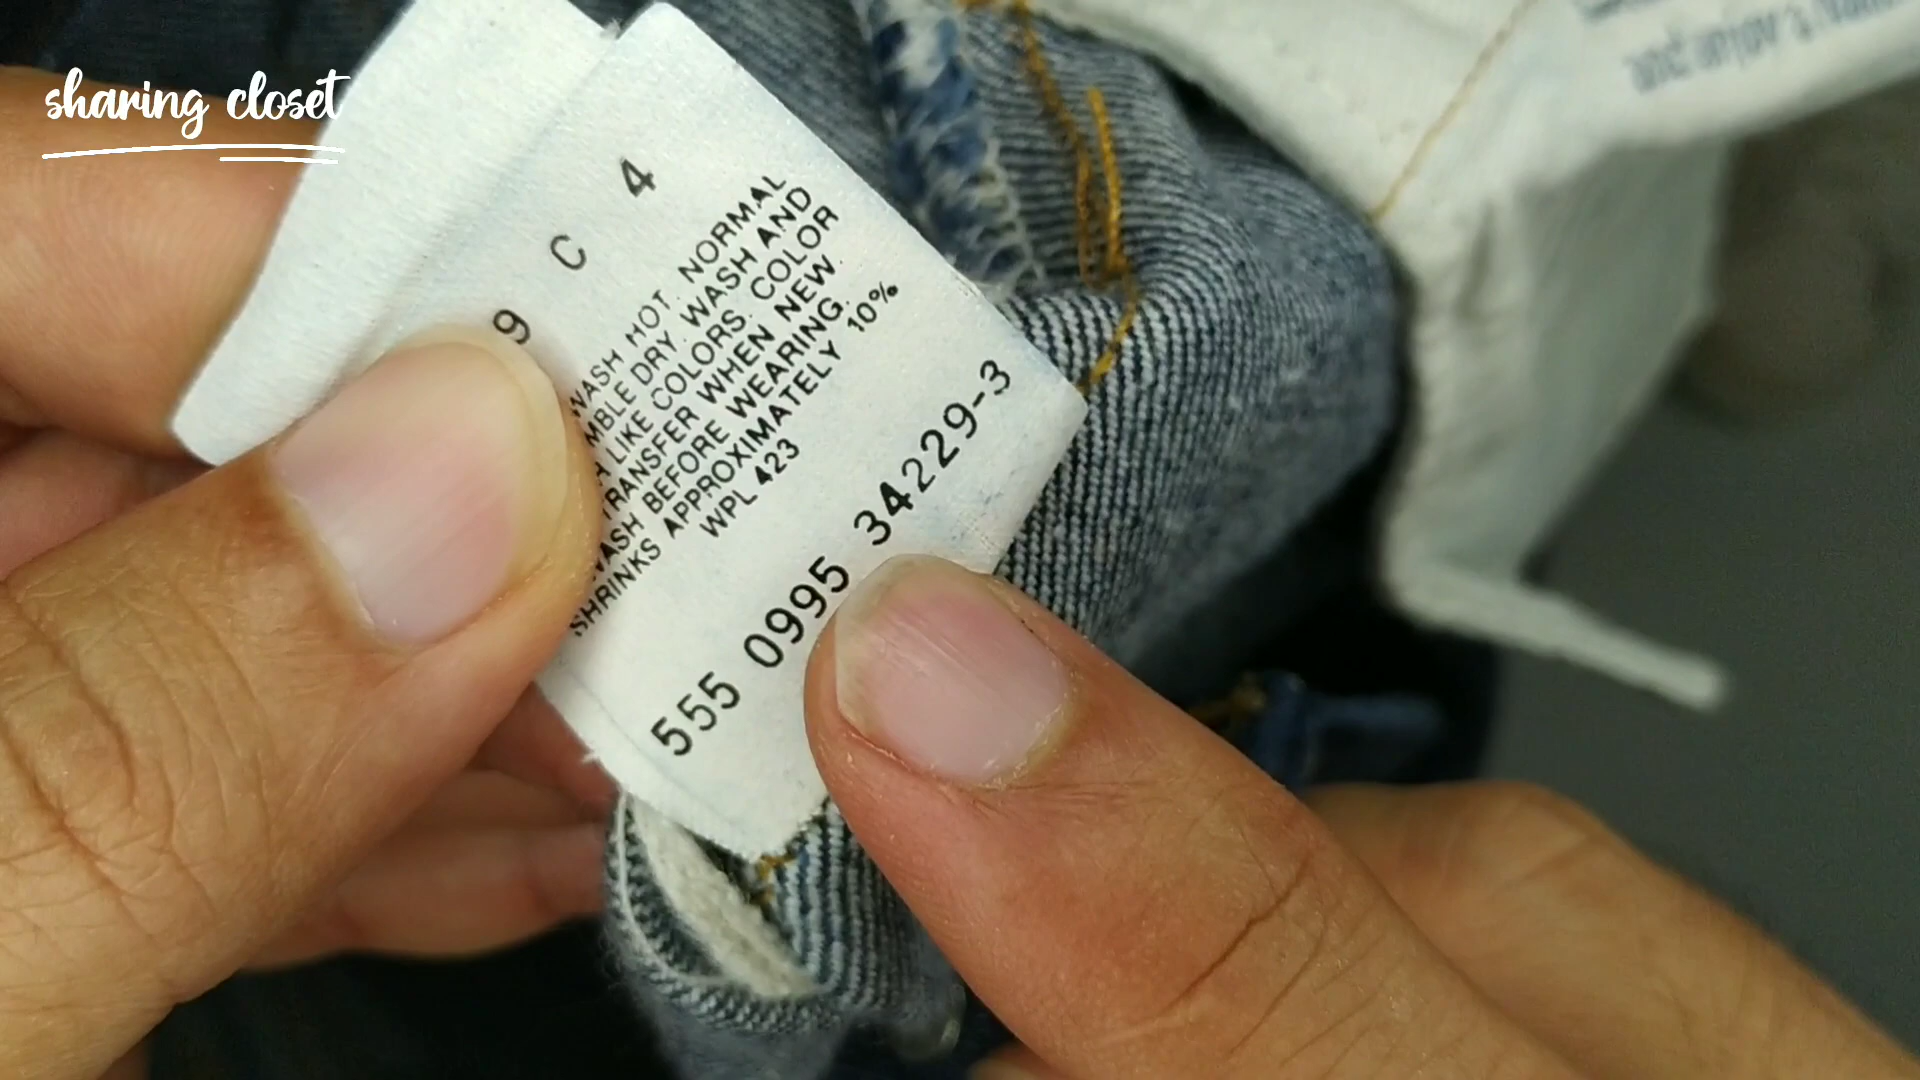 sharing closet
9 C 4
WASH HOT. NORMAL
MBLE DRY. WASH AND
LIKE COLORS. COLOR
TRANSFER WHEN NEW.
WASH BEFORE WEARING.
SHRINKS APPROXIMATELY 10%
WPL 423
555 0995 34229-3